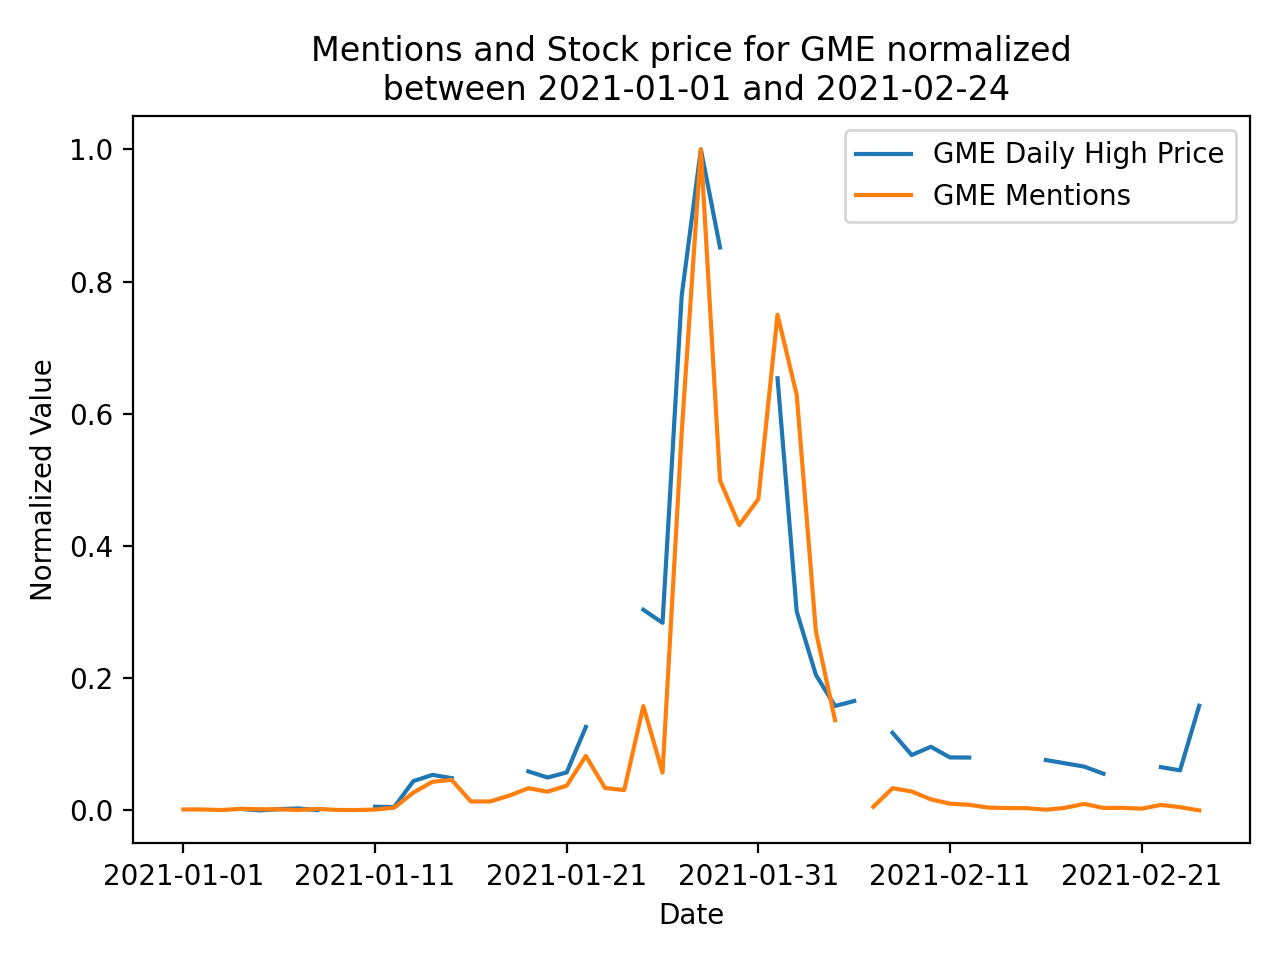 Mentions and Stock price for GME normalized
between 2021-01-01 and 2021-02-24
GME Daily High Price
GME Mentions
Normalized Value
1.0
0.8
0.6
0.4
0.2
0.0
2021-01-01 2021-01-11 2021-01-21 2021-01-31 2021-02-11 2021-02-21
Date